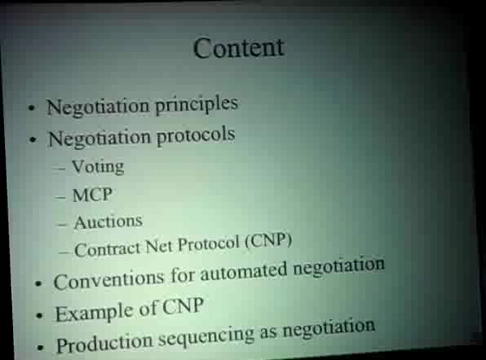 Content
• Negotiation principles
• Negotiation protocols
– Voting
– MCP
– Auctions
– Contract Net Protocol (CNP)
• Conventions for automated negotiation
• Example of CNP
• Production sequencing as negotiation